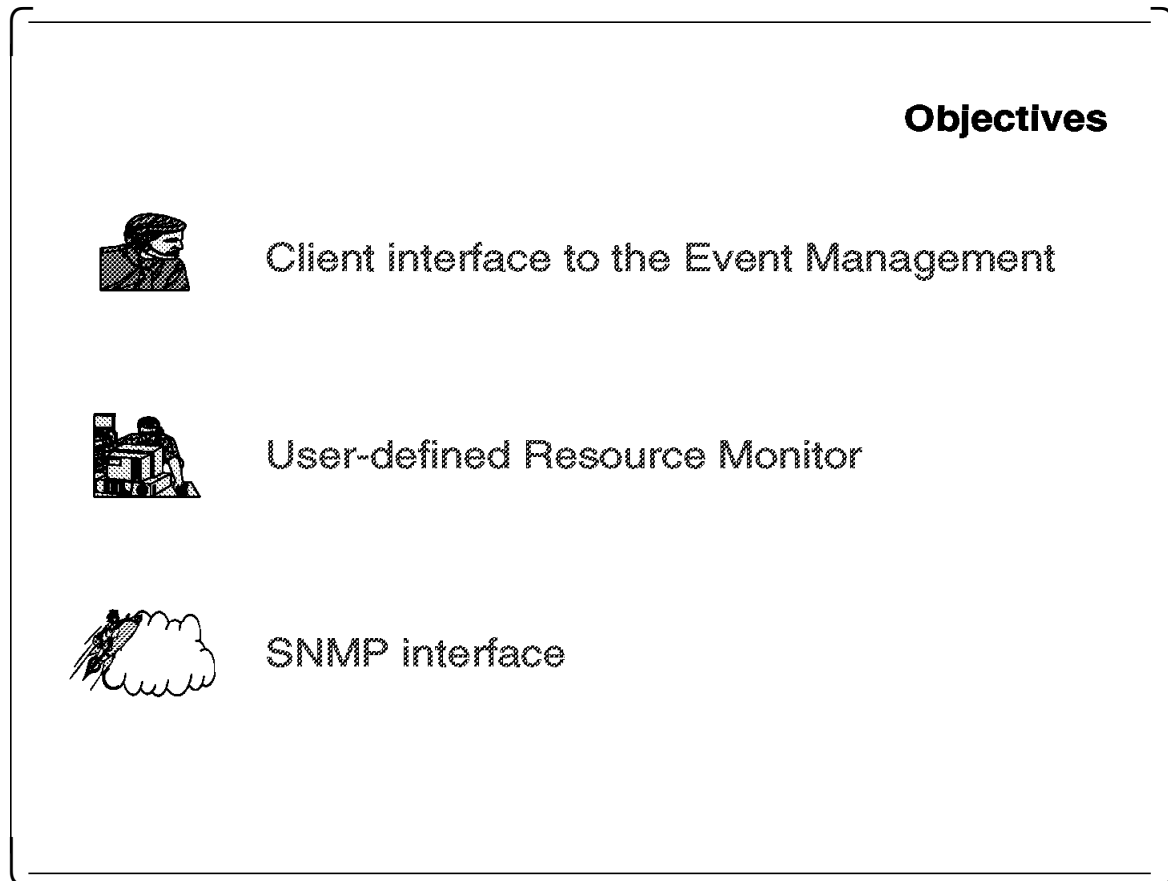 Objectives
Client interface to the Event Management
User-defined Resource Monitor
SNMP interface